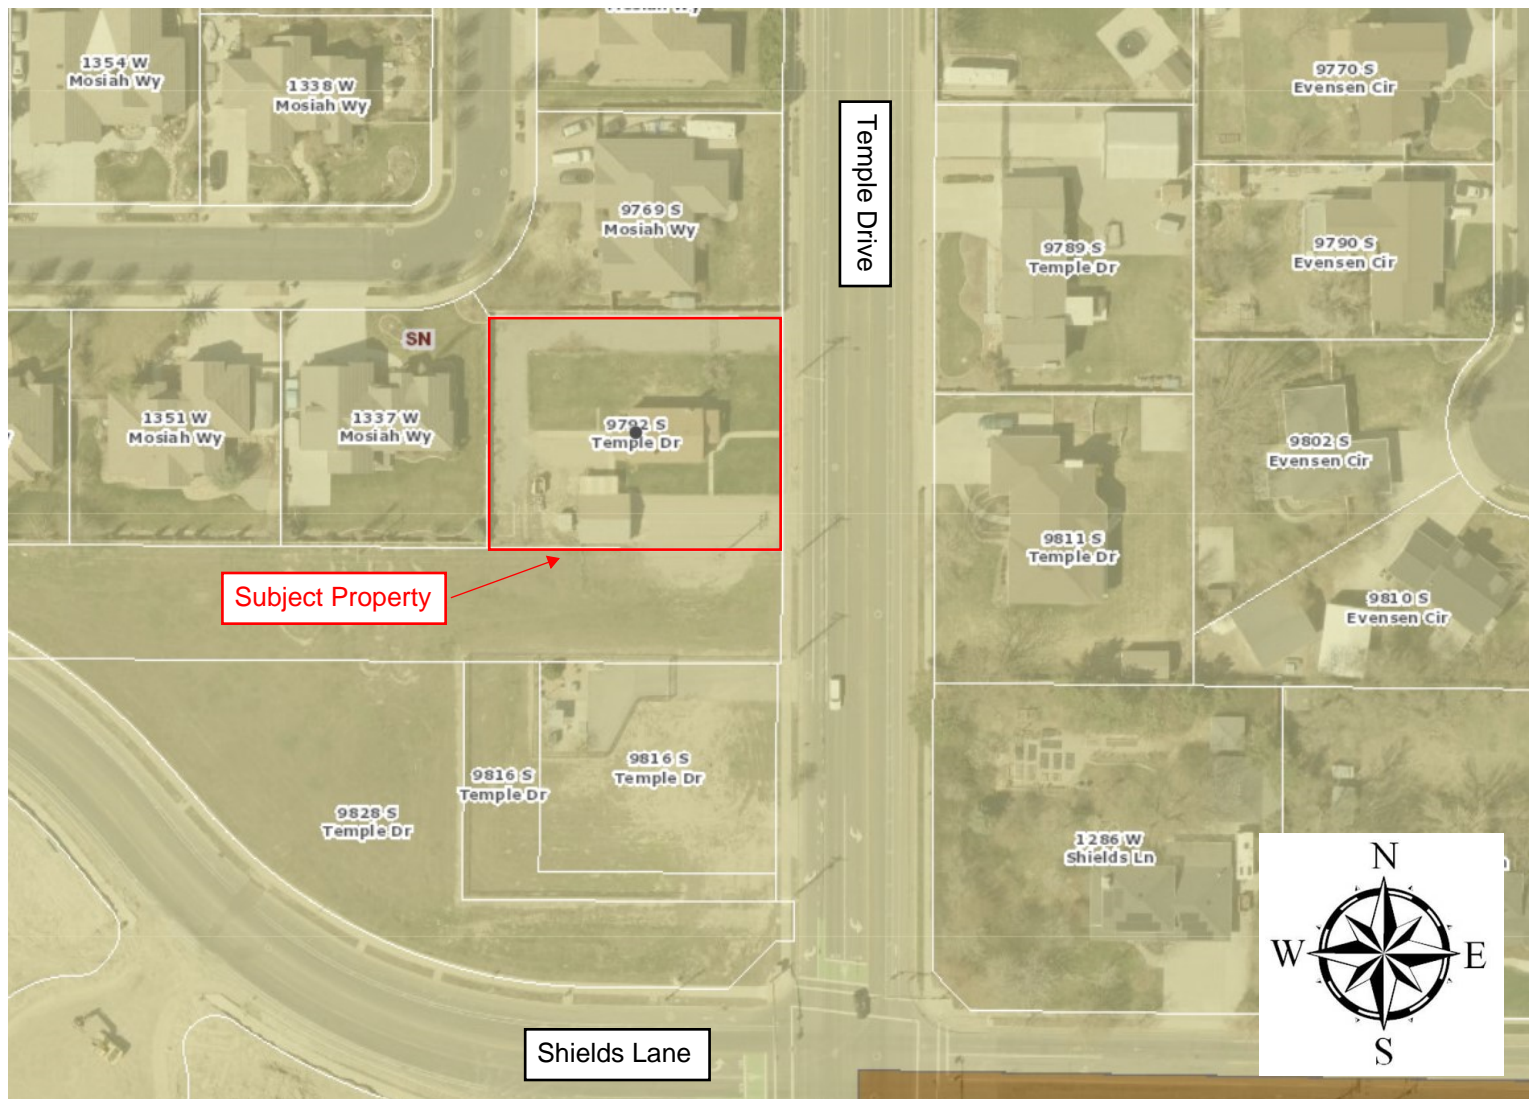 Mosiah Wy
1354 W
Mosiah Wy
1338 W
Mosiah Wy
9770 S
Evensen Cir
Temple Drive
9769 S
Mosiah Wy
9789 S
Temple Dr
9790 S
Evensen Cir
SN
1351 W
Mosiah Wy
1337 W
Mosiah Wy
9792 S
Temple Dr
9802 S
Evensen Cir
9811 S
Temple Dr
Subject Property
9810 S
Evensen Cir
9816 S
Temple Dr
9816 S
Temple Dr
9828 S
Temple Dr
1286 W
Shields Ln
N
W
E
S
Shields Lane